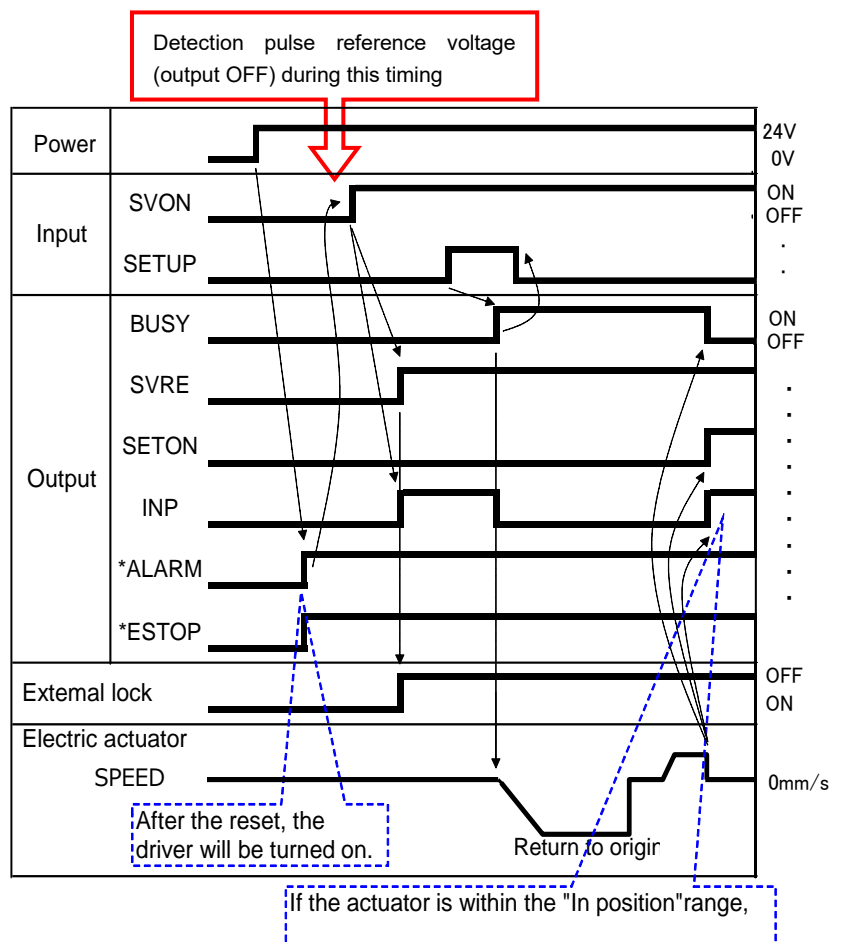 Detection pulse reference voltage
(output OFF) during this timing
Power
24V
0V
Input
SVON
ON
OFF
SETUP
Output
BUSY
ON
OFF
SVRE
SETON
INP
*ALARM
*ESTOP
External lock
OFF
ON
Electric actuator
SPEED
0mm/s
After the reset, the
driver will be turned on.
Return to origin
If the actuator is within the "In position"range,